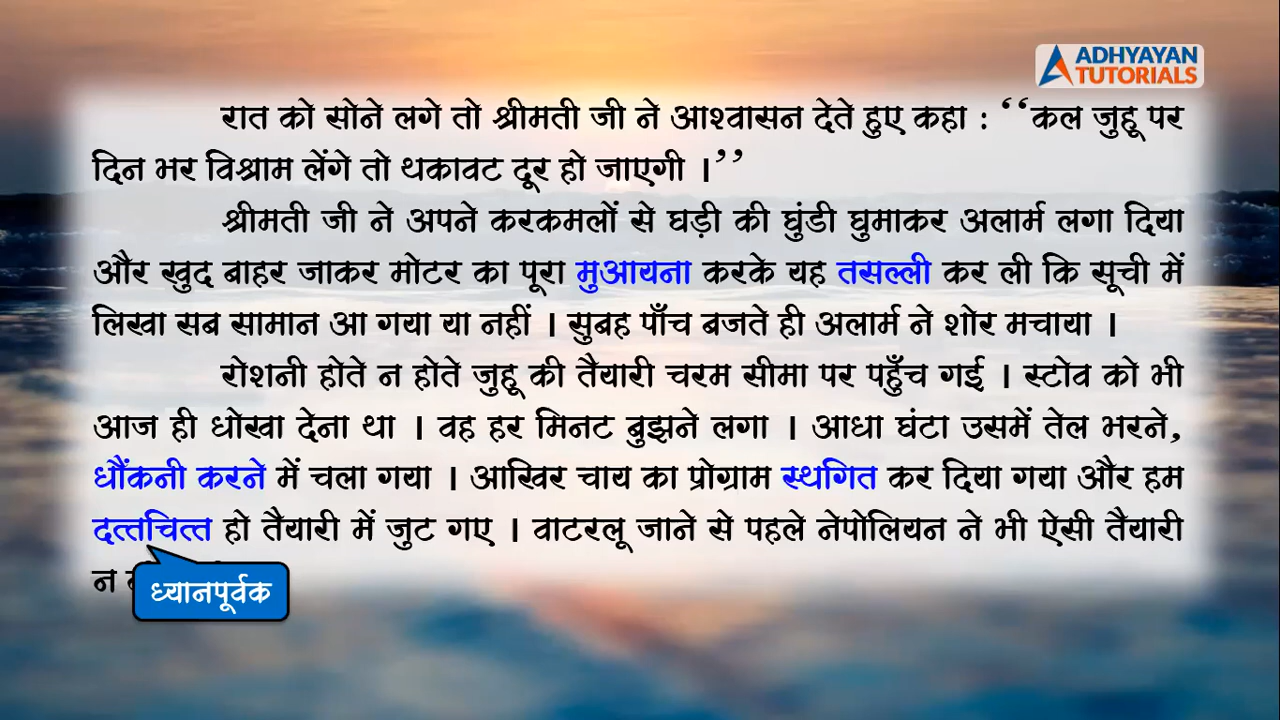 ADHYAYAN
TUTORIALS
रात को सोने लगे तो श्रीमती जी ने आश्वासन देते हुए कहा : ‘‘कल जुहू पर
दिन भर विश्राम लेंगे तो थकावट दूर हो जाएगी ।’’
श्रीमती जी ने अपने करकमलों से घड़ी की घुंडी घुमाकर अलार्म लगा दिया
और खुद बाहर जाकर मोटर का पूरा मुआयना करके यह तसल्ली कर ली कि सूची में
लिखा सब सामान आ गया या नहीं । सुबह पाँच बजते ही अलार्म ने शोर मचाया ।
रोशनी होते न होते जुहू की तैयारी चरम सीमा पर पहुँच गई । स्टोव को भी
आज ही धोखा देना था । वह हर मिनट बुझने लगा । आधा घंटा उसमें तेल भरने,
धौंकनी करने में चला गया । आखिर चाय का प्रोग्राम स्थगित कर दिया गया और हम
दत्तचित्त हो तैयारी में जुट गए । वाटरलू जाने से पहले नेपोलियन ने भी ऐसी तैयारी
न
ध्यानपूर्वक